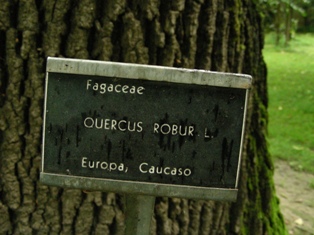 Fagaceae
QUERCUS ROBUR L.
Europa, Caucaso